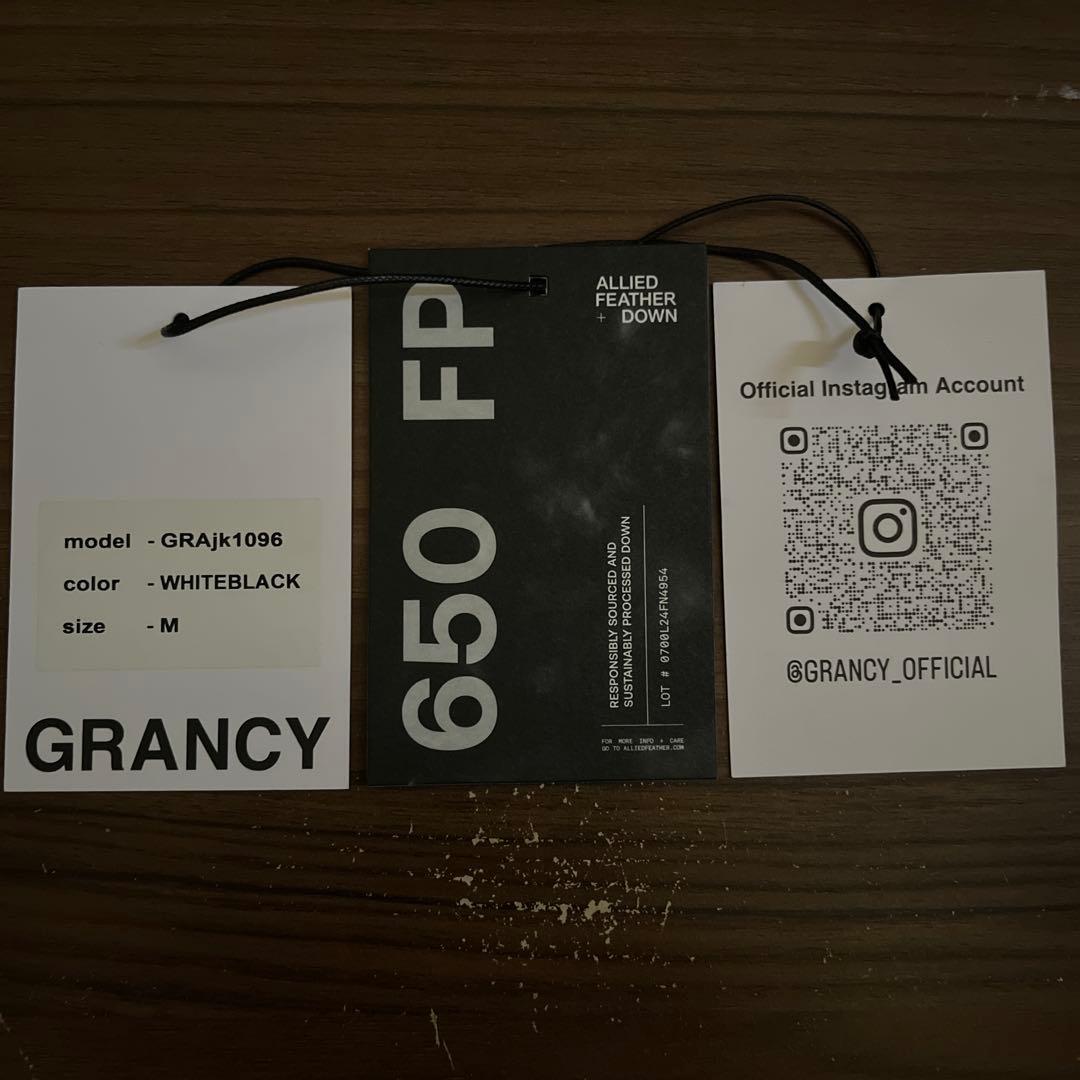 model - GRAjk1096
color - WHITEBLACK
size - M
GRANCY
650 FP
ALLIED
FEATHER
+ DOWN
RESPONSIBLY SOURCED AND
SUSTAINABLY PROCESSED DOWN
LOT # 0700L24FN4954
FOR MORE INFO + CARE
GO TO ALLIEDFEATHER.COM
Official Instagram Account
@GRANCY_OFFICIAL